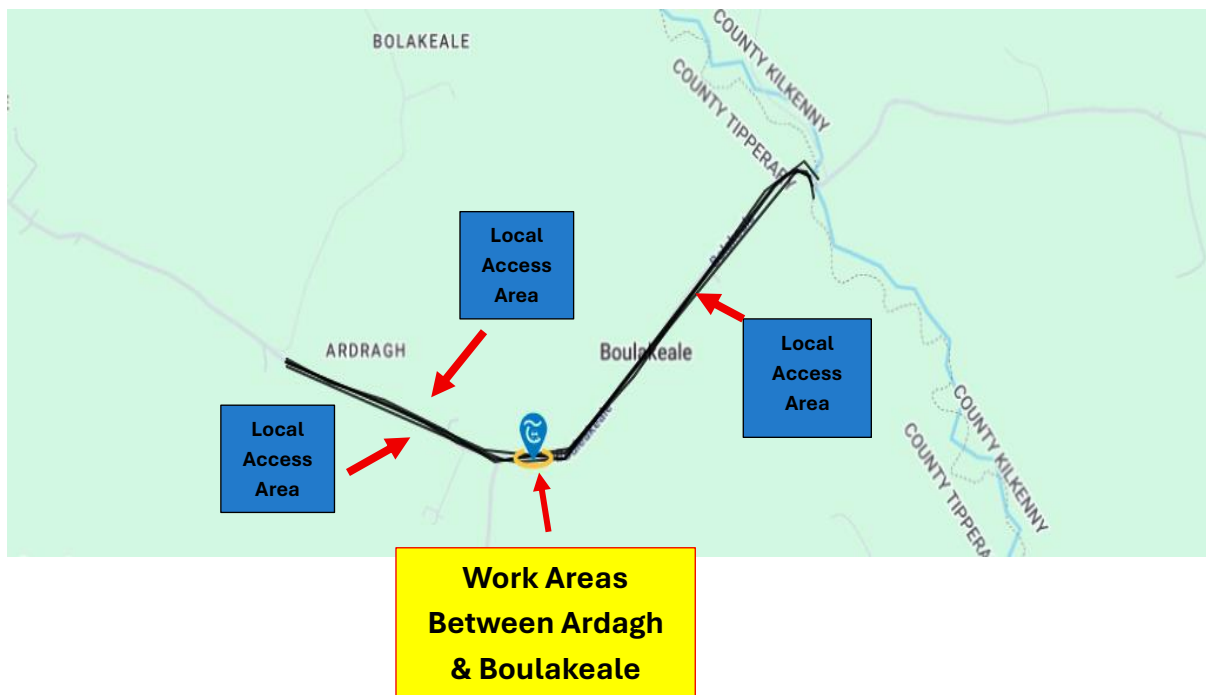 BOLAKEALE
COUNTY KILKENNY
COUNTY TIPPERARY
Local
Access
Area
ARDRAGH
Boulakeale
Local
Access
Area
Local
Access
Area
COUNTY KILKENNY
COUNTY TIPPERA
Work Areas
Between Ardagh
& Boulakeale